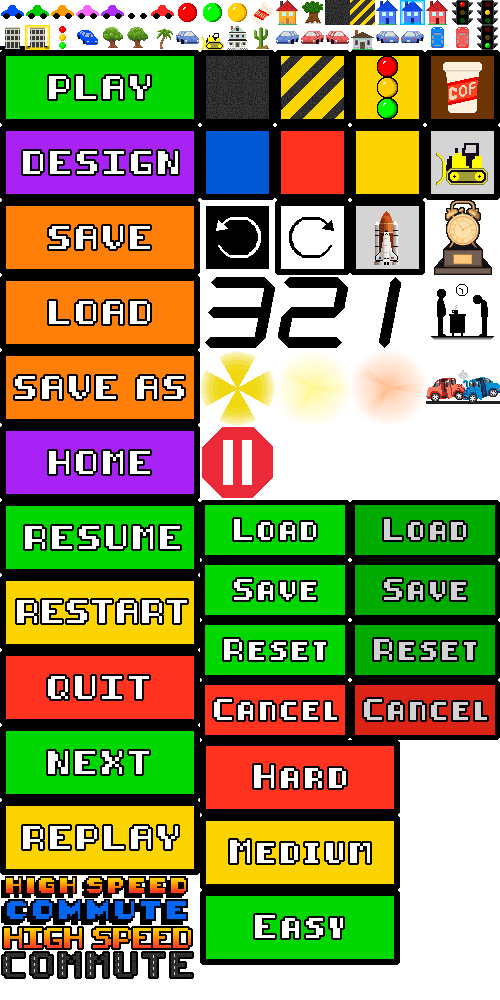 PLAY
COF
DESIGN
SAVE
LOAD
321
SAVE AS
HOME
RESUME
LOAD LOAD
SAVE SAVE
RESTART
RESET RESET
QUIT
CANCEL CANCEL
NEXT
HARD
REPLAY
MEDIUM
HIGH SPEED
COMMUTE
EASY
HIGH SPEED
COMMUTE